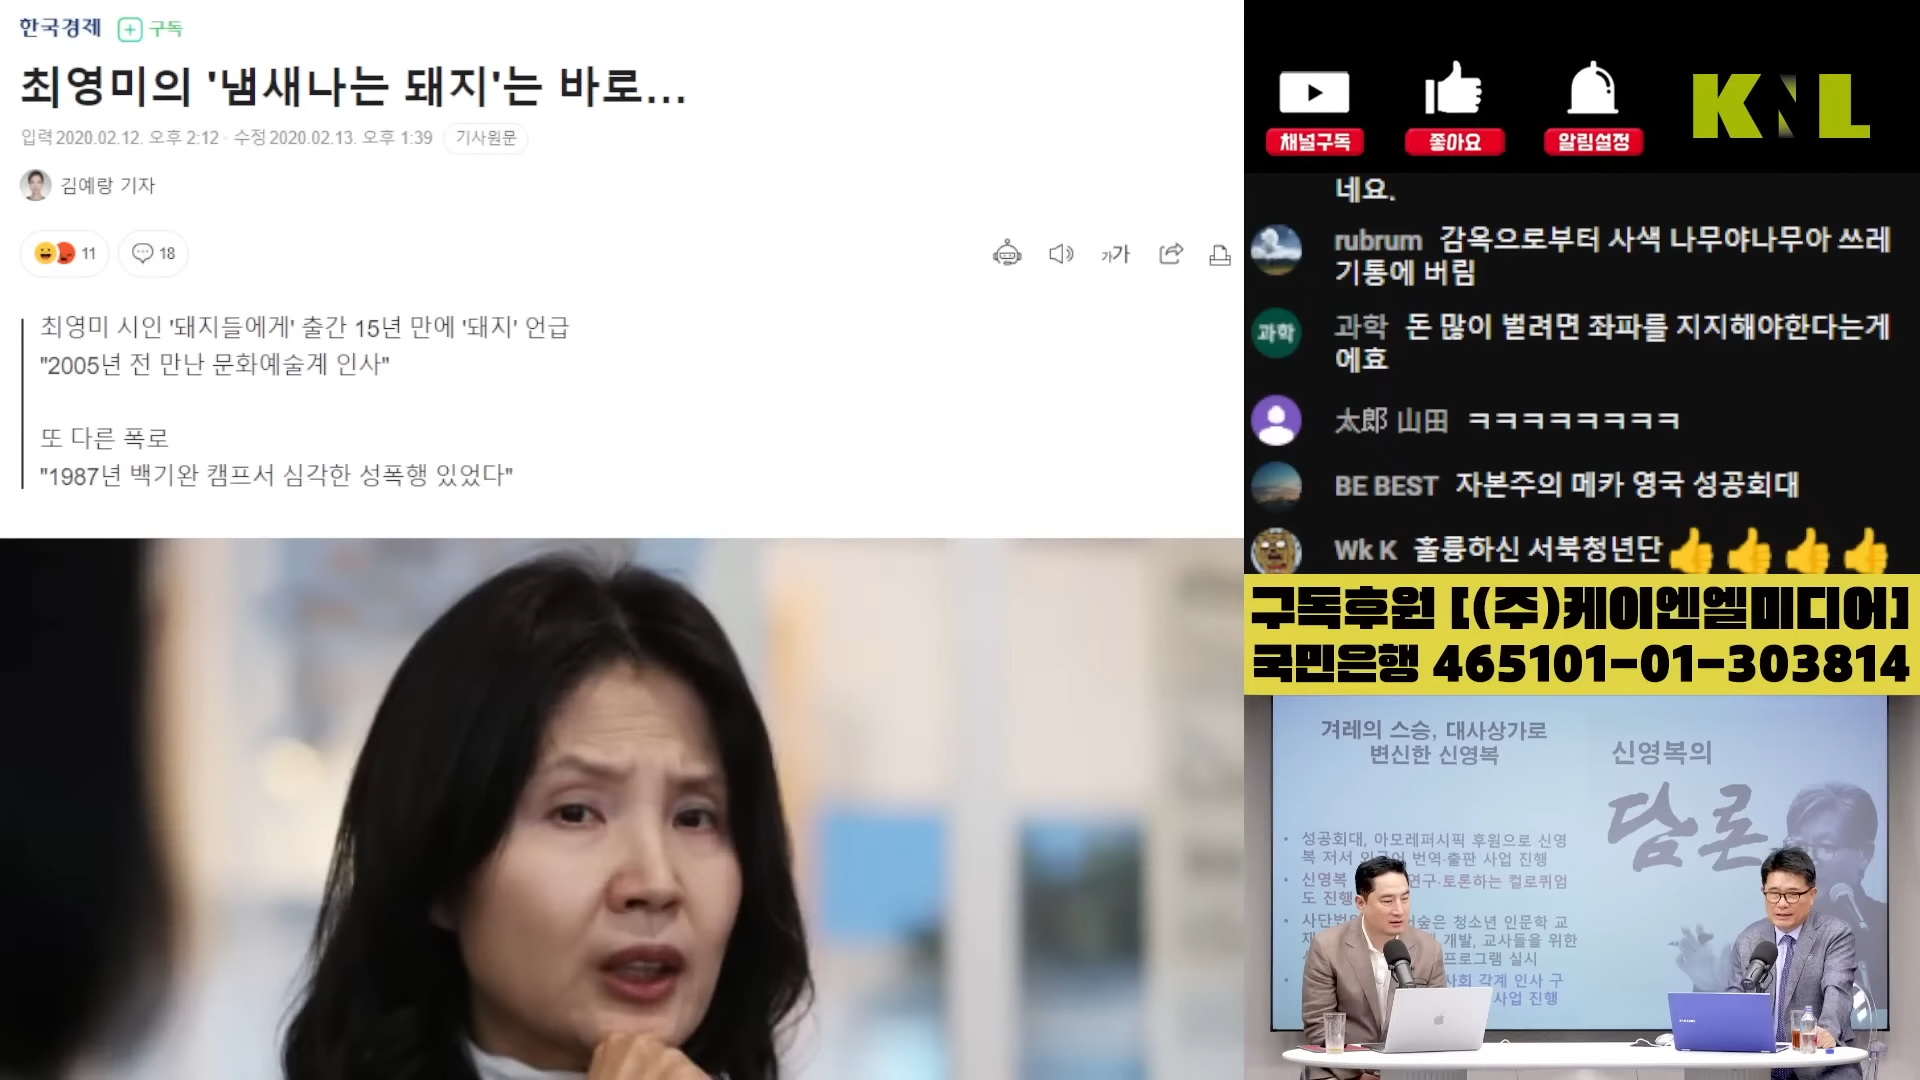 한국경제 구독
최영미의 '냄새나는 돼지'는 바로...
입력 2020.02.12. 오후 2:12 · 수정 2020.02.13. 오후 1:39 기사원문
김예랑 기자
11 18
가가
최영미 시인 '돼지들에게' 출간 15년 만에 '돼지' 언급
"2005년 전 만난 문화예술계 인사"
또 다른 폭로
"1987년 백기완 캠프서 심각한 성폭행 있었다"
채널구독 좋아요 알림설정 KNL
네요.
rubrum 감옥으로부터 사색 나무야나무아 쓰레
기통에 버림
과학 과학 돈 많이 벌려면 좌파를 지지해야한다는게
에효
太郎 山田 ㅋㅋㅋㅋㅋㅋㅋㅋ
BE BEST 자본주의 메카 영국 성공회대
Wk K 훌륭하신 서북청년단👍👍👍👍
구독후원 [(주)케이엔엘미디어]
국민은행 465101-01-303814
겨레의 스승, 대사상가로
변신한 신영복
신영복의
담론
• 성공회대, 아모레퍼시픽 후원으로 신영
복 저서 번역·출판 사업 진행
• 신영복 연구·토론하는 컬로퀴엄
도 진행
• 청소년 인문학 교
개발, 교사들을 위한
프로그램 실시
사회 각계 인사 구
사업 진행